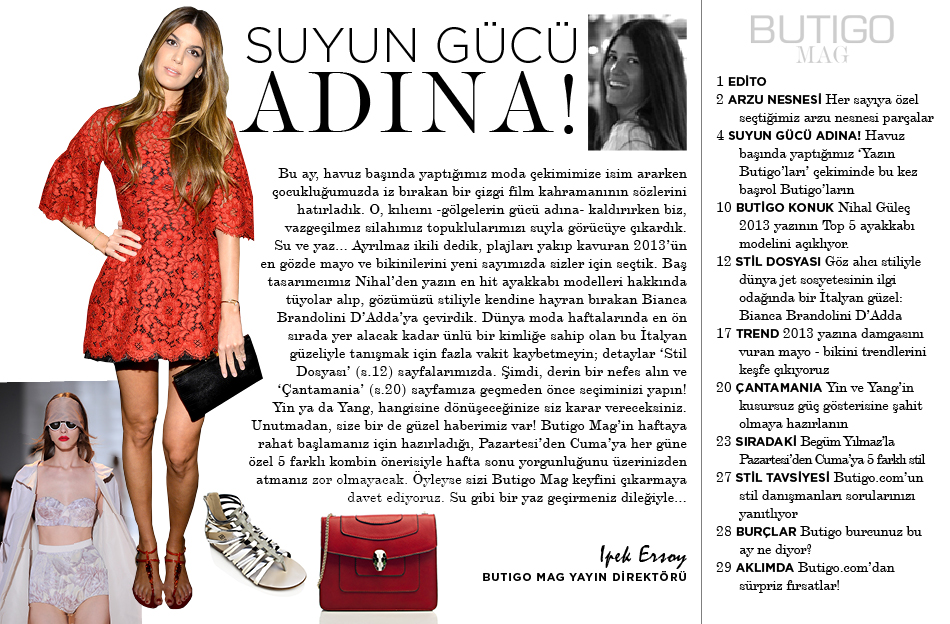 SUYUN GÜCÜ
ADINA!
Bu ay, havuz başında yaptığımız moda çekimimize isim ararken
çocukluğumuzda iz bırakan bir çizgi film kahramanının sözlerini
hatırladık. O, kılıcını -gölgelerin gücü adına- kaldırırken biz,
vazgeçilmez silahımız topuklularımızı suyla görücüye çıkardık.
Su ve yaz... Ayrılmaz ikili dedik, plajları yakıp kavuran 2013'ün
en gözde mayo ve bikinilerini yeni sayımızda sizler için seçtik. Baş
tasarımcımız Nihal'den yazın en hit ayakkabı modelleri hakkında
tüyolar alıp, gözümüzü stiliyle kendine hayran bırakan Bianca
Brandolini D'Adda'ya çevirdik. Dünya moda haftalarında en ön
sırada yer alacak kadar ünlü bir kimliğe sahip olan bu İtalyan
güzeliyle tanışmak için fazla vakit kaybetmeyin; detaylar 'Stil
Dosyası' (s.12) sayfalarımızda. Şimdi, derin bir nefes alın ve
'Çantamania' (s.20) sayfamıza geçmeden önce seçiminizi yapın!
Yin ya da Yang, hangisine dönüşeceğinize siz karar vereceksiniz.
Unutmadan, size bir de güzel haberimiz var! Butigo Mag'in haftaya
rahat başlamanız için hazırladığı, Pazartesi'den Cuma'ya her güne
özel 5 farklı kombin önerisiyle hafta sonu yorgunluğunu üzerinizden
atmanız zor olmayacak. Öyleyse sizi Butigo Mag keyfini çıkarmaya
davet ediyoruz. Su gibi bir yaz geçirmeniz dileğiyle...
İpek Ersoy
BUTIGO MAG YAYIN DİREKTÖRÜ
BUTIGO
MAG
1 EDİTO
2 ARZU NESNESİ Her sayıya özel
seçtiğimiz arzu nesnesi parçalar
4 SUYUN GÜCÜ ADINA! Havuz
başında yaptığımız 'Yazın
Butigo'ları' çekiminde bu kez
başrol Butigo'ların
10 BUTİGO KONUK Nihal Güleç
2013 yazının Top 5 ayakkabı
modelini açıklıyor.
12 STİL DOSYASI Göz alıcı stiliyle
dünya jet sosyetesinin ilgi
odağında bir İtalyan güzel:
Bianca Brandolini D'Adda
17 TREND 2013 yazına damgasını
vuran mayo - bikini trendlerini
keşfe çıkıyoruz
20 ÇANTAMANIA Yin ve Yang'in
kusursuz güç gösterisine şahit
olmaya hazırlanın
23 SIRADAKİ Begüm Yılmaz'la
Pazartesi'den Cuma'ya 5 farklı stil
27 STİL TAVSİYESİ Butigo.com'un
stil danışmanları sorularınızı
yanıtlıyor
28 BURÇLAR Butigo burcunuz bu
ay ne diyor?
29 AKLIMDA Butigo.com'dan
sürpriz fırsatlar!